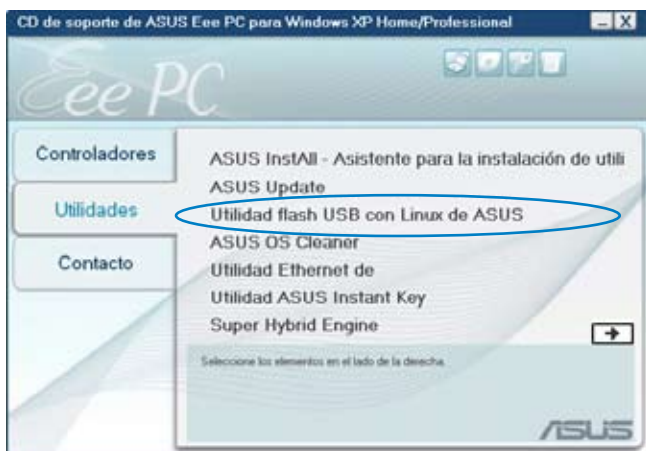 CD de soporte de ASUS Eee PC para Windows XP Home/Professional
Eee PC
Controladores
Utilidades
Contacto
ASUS InstAll - Asistente para la instalación de utili
ASUS Update
Utilidad flash USB con Linux de ASUS
ASUS OS Cleaner
Utilidad Ethernet de
Utilidad ASUS Instant Key
Super Hybrid Engine
Seleccione los elementos en el lado de la derecha.
ASUS